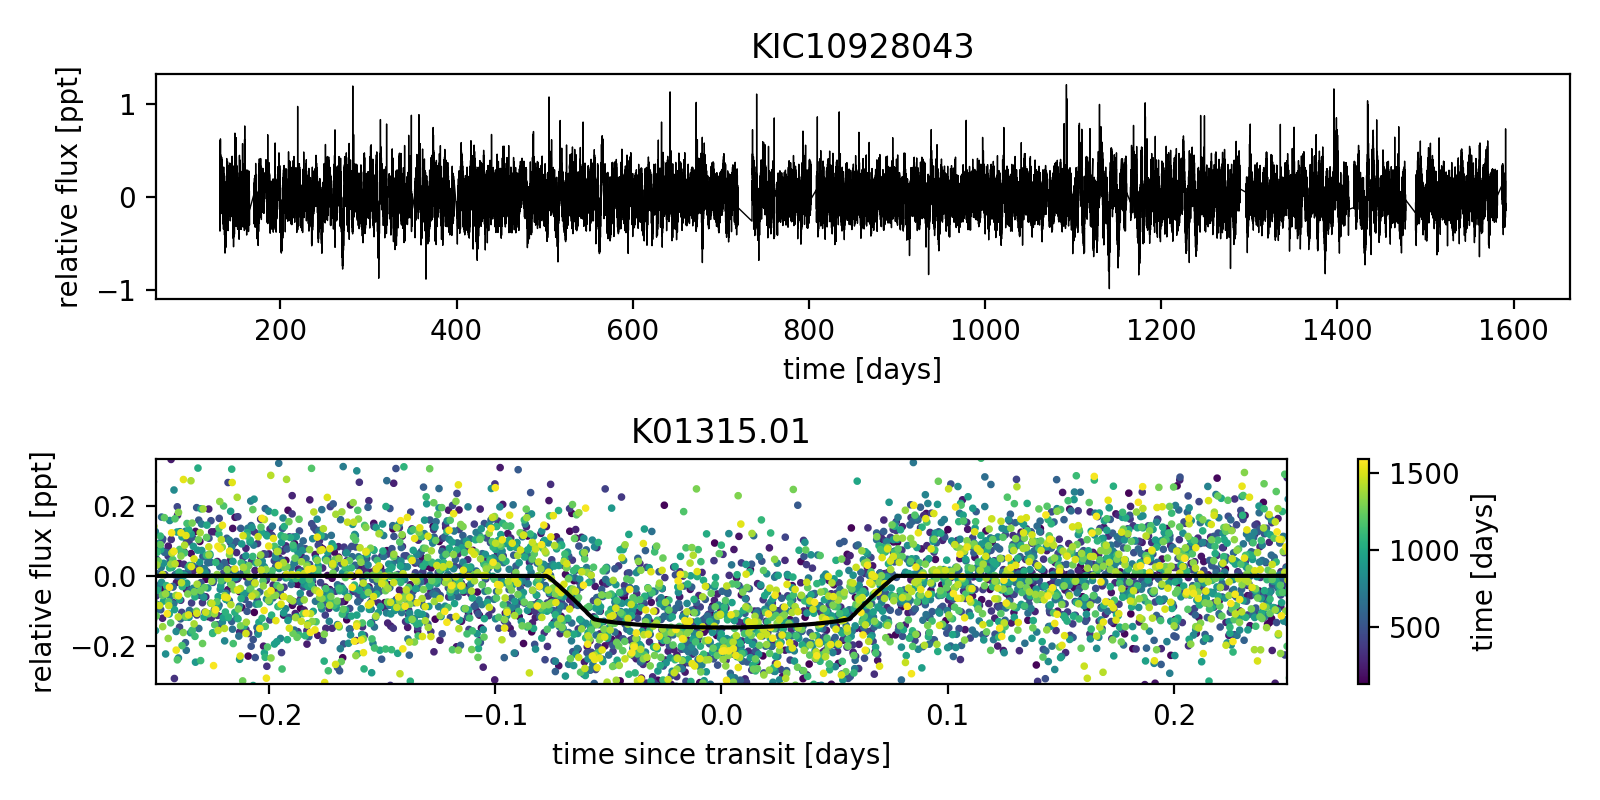 KIC10928043
relative flux [ppt]
1
0
−1
200 400 600 800 1000 1200 1400 1600
time [days]
K01315.01
relative flux [ppt]
0.2
0.0
−0.2
−0.2 −0.1 0.0 0.1 0.2
time since transit [days]
1500
1000
500
time [days]